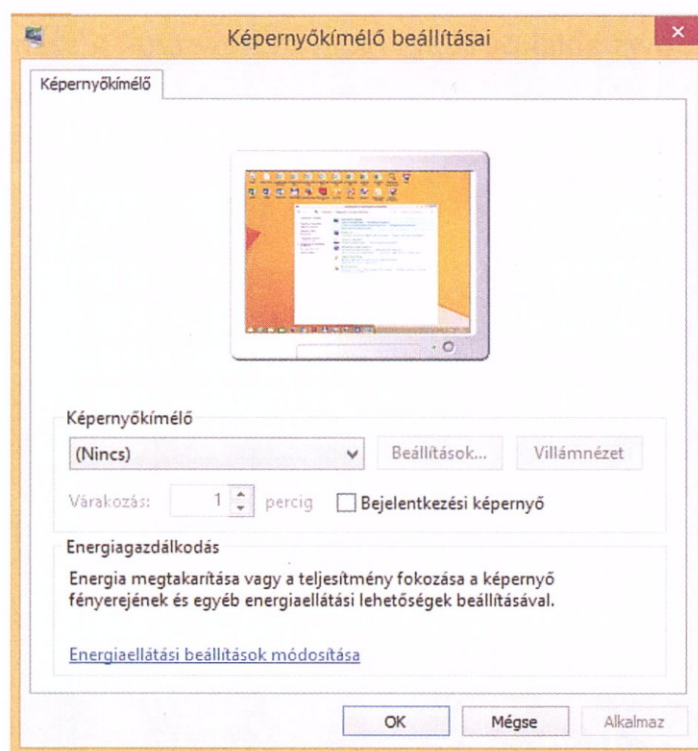 Képernyőkímélő beállításai
Képernyőkímélő
Képernyőkímélő
(Nincs)
Beállítások...
Villámnézet
Várakozás: 1 percig
Bejelentkezési képernyő
Energiagazdálkodás
Energia megtakarítása vagy a teljesítmény fokozása a képernyő
fényerejének és egyéb energiaellátási lehetőségek beállításával.
Energiaellátási beállítások módosítása
OK
Mégse
Alkalmaz